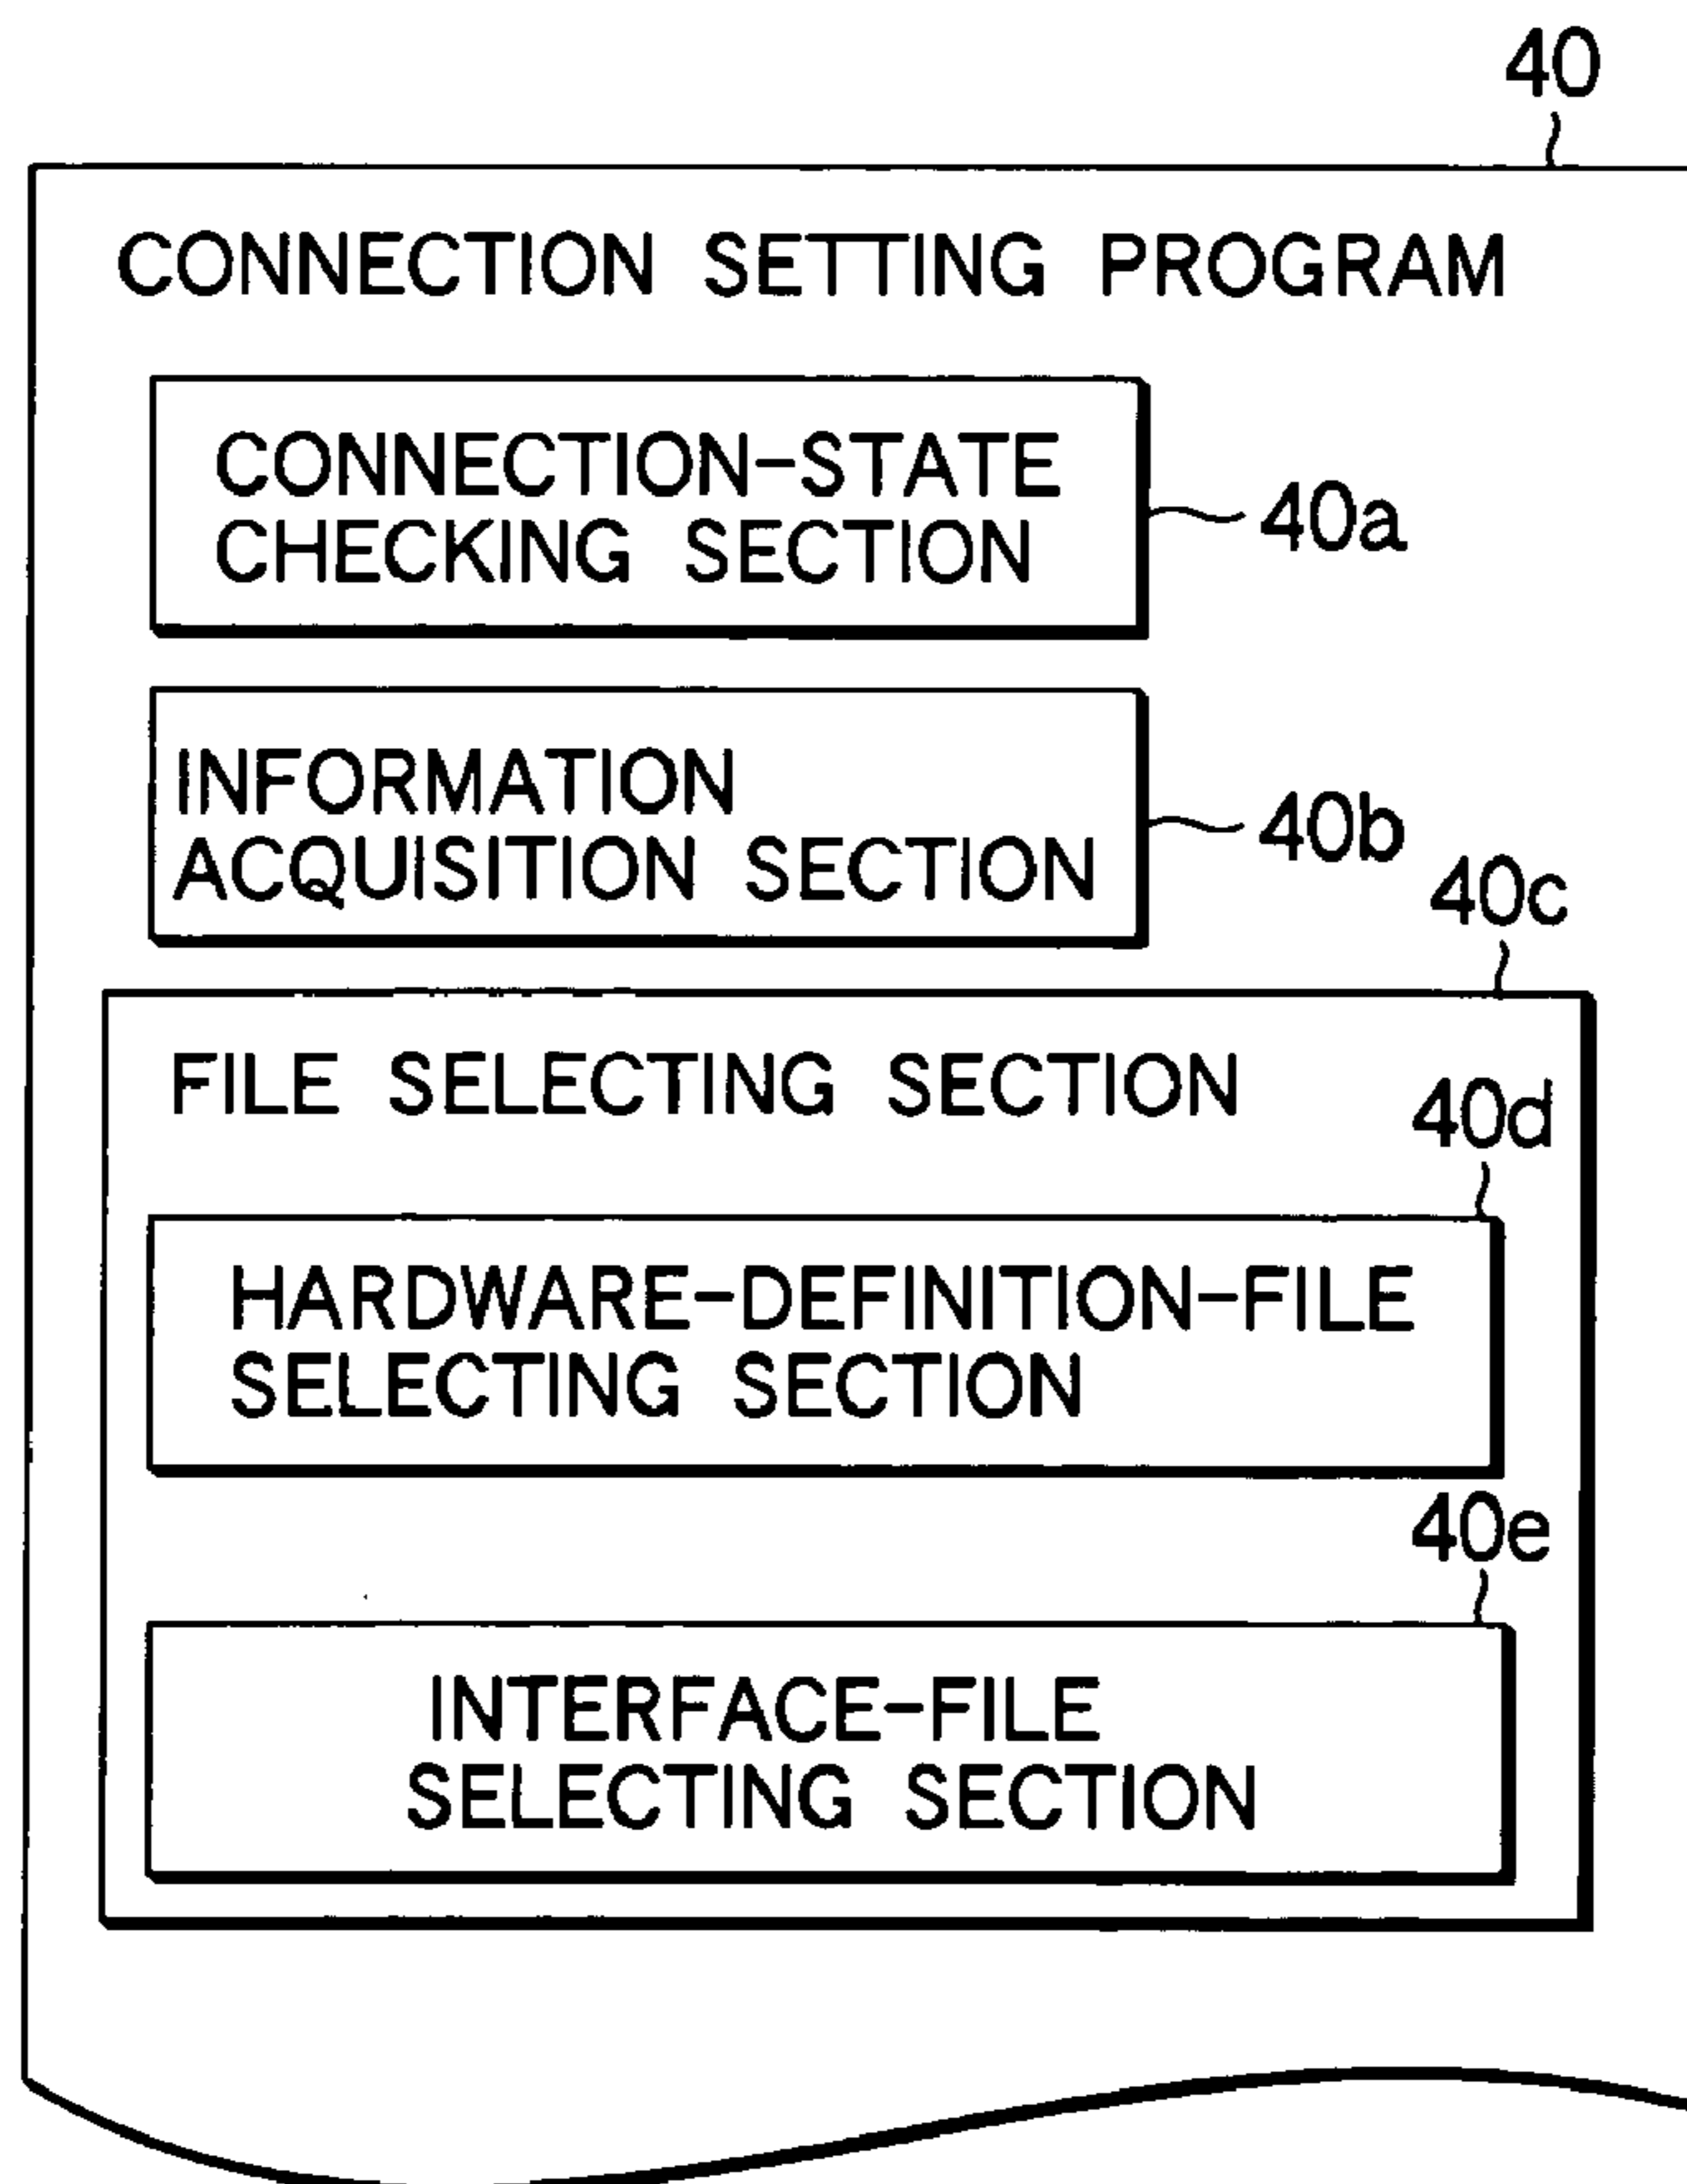 40
CONNECTION SETTING PROGRAM
CONNECTION-STATE
CHECKING SECTION
40a
INFORMATION
ACQUISITION SECTION
40b
40c
FILE SELECTING SECTION
40d
HARDWARE-DEFINITION-FILE
SELECTING SECTION
40e
INTERFACE-FILE
SELECTING SECTION